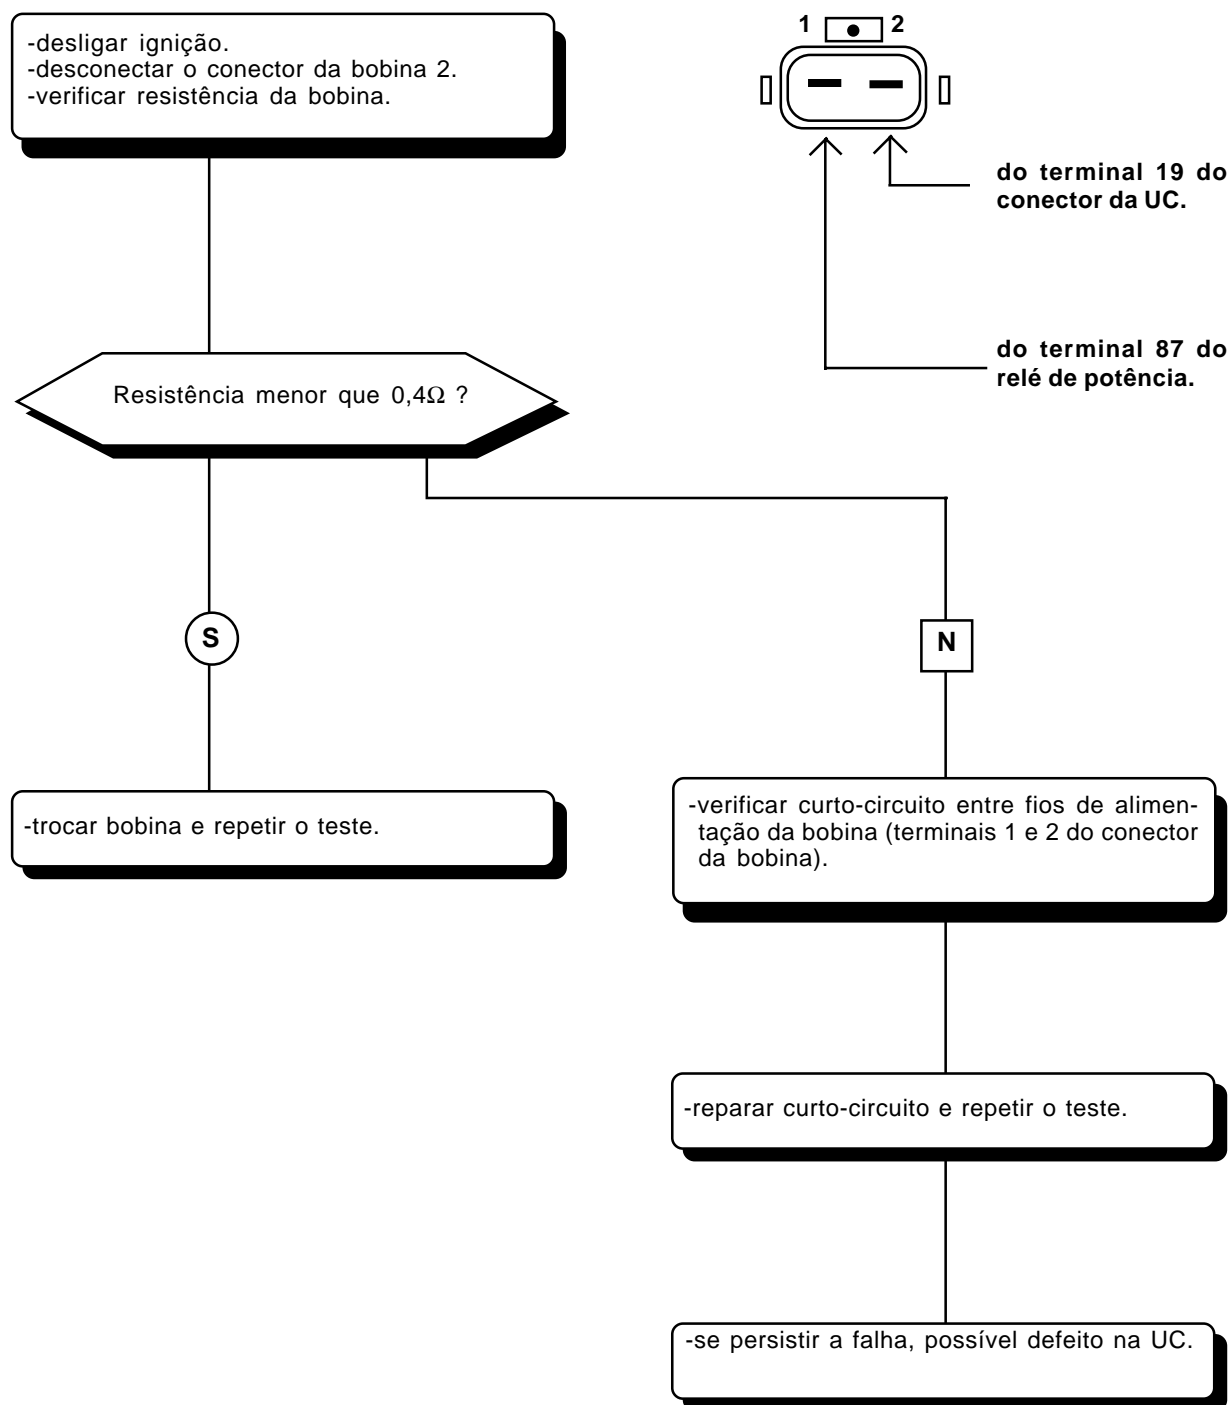 -desligar ignição.
-desconectar o conector da bobina 2.
-verificar resistência da bobina.
1 2
do terminal 19 do
conector da UC.
do terminal 87 do
relé de potência.
Resistência menor que 0,4Ω ?
S
N
-trocar bobina e repetir o teste.
-verificar curto-circuito entre fios de alimen-
tação da bobina (terminais 1 e 2 do conector
da bobina).
-reparar curto-circuito e repetir o teste.
-se persistir a falha, possível defeito na UC.